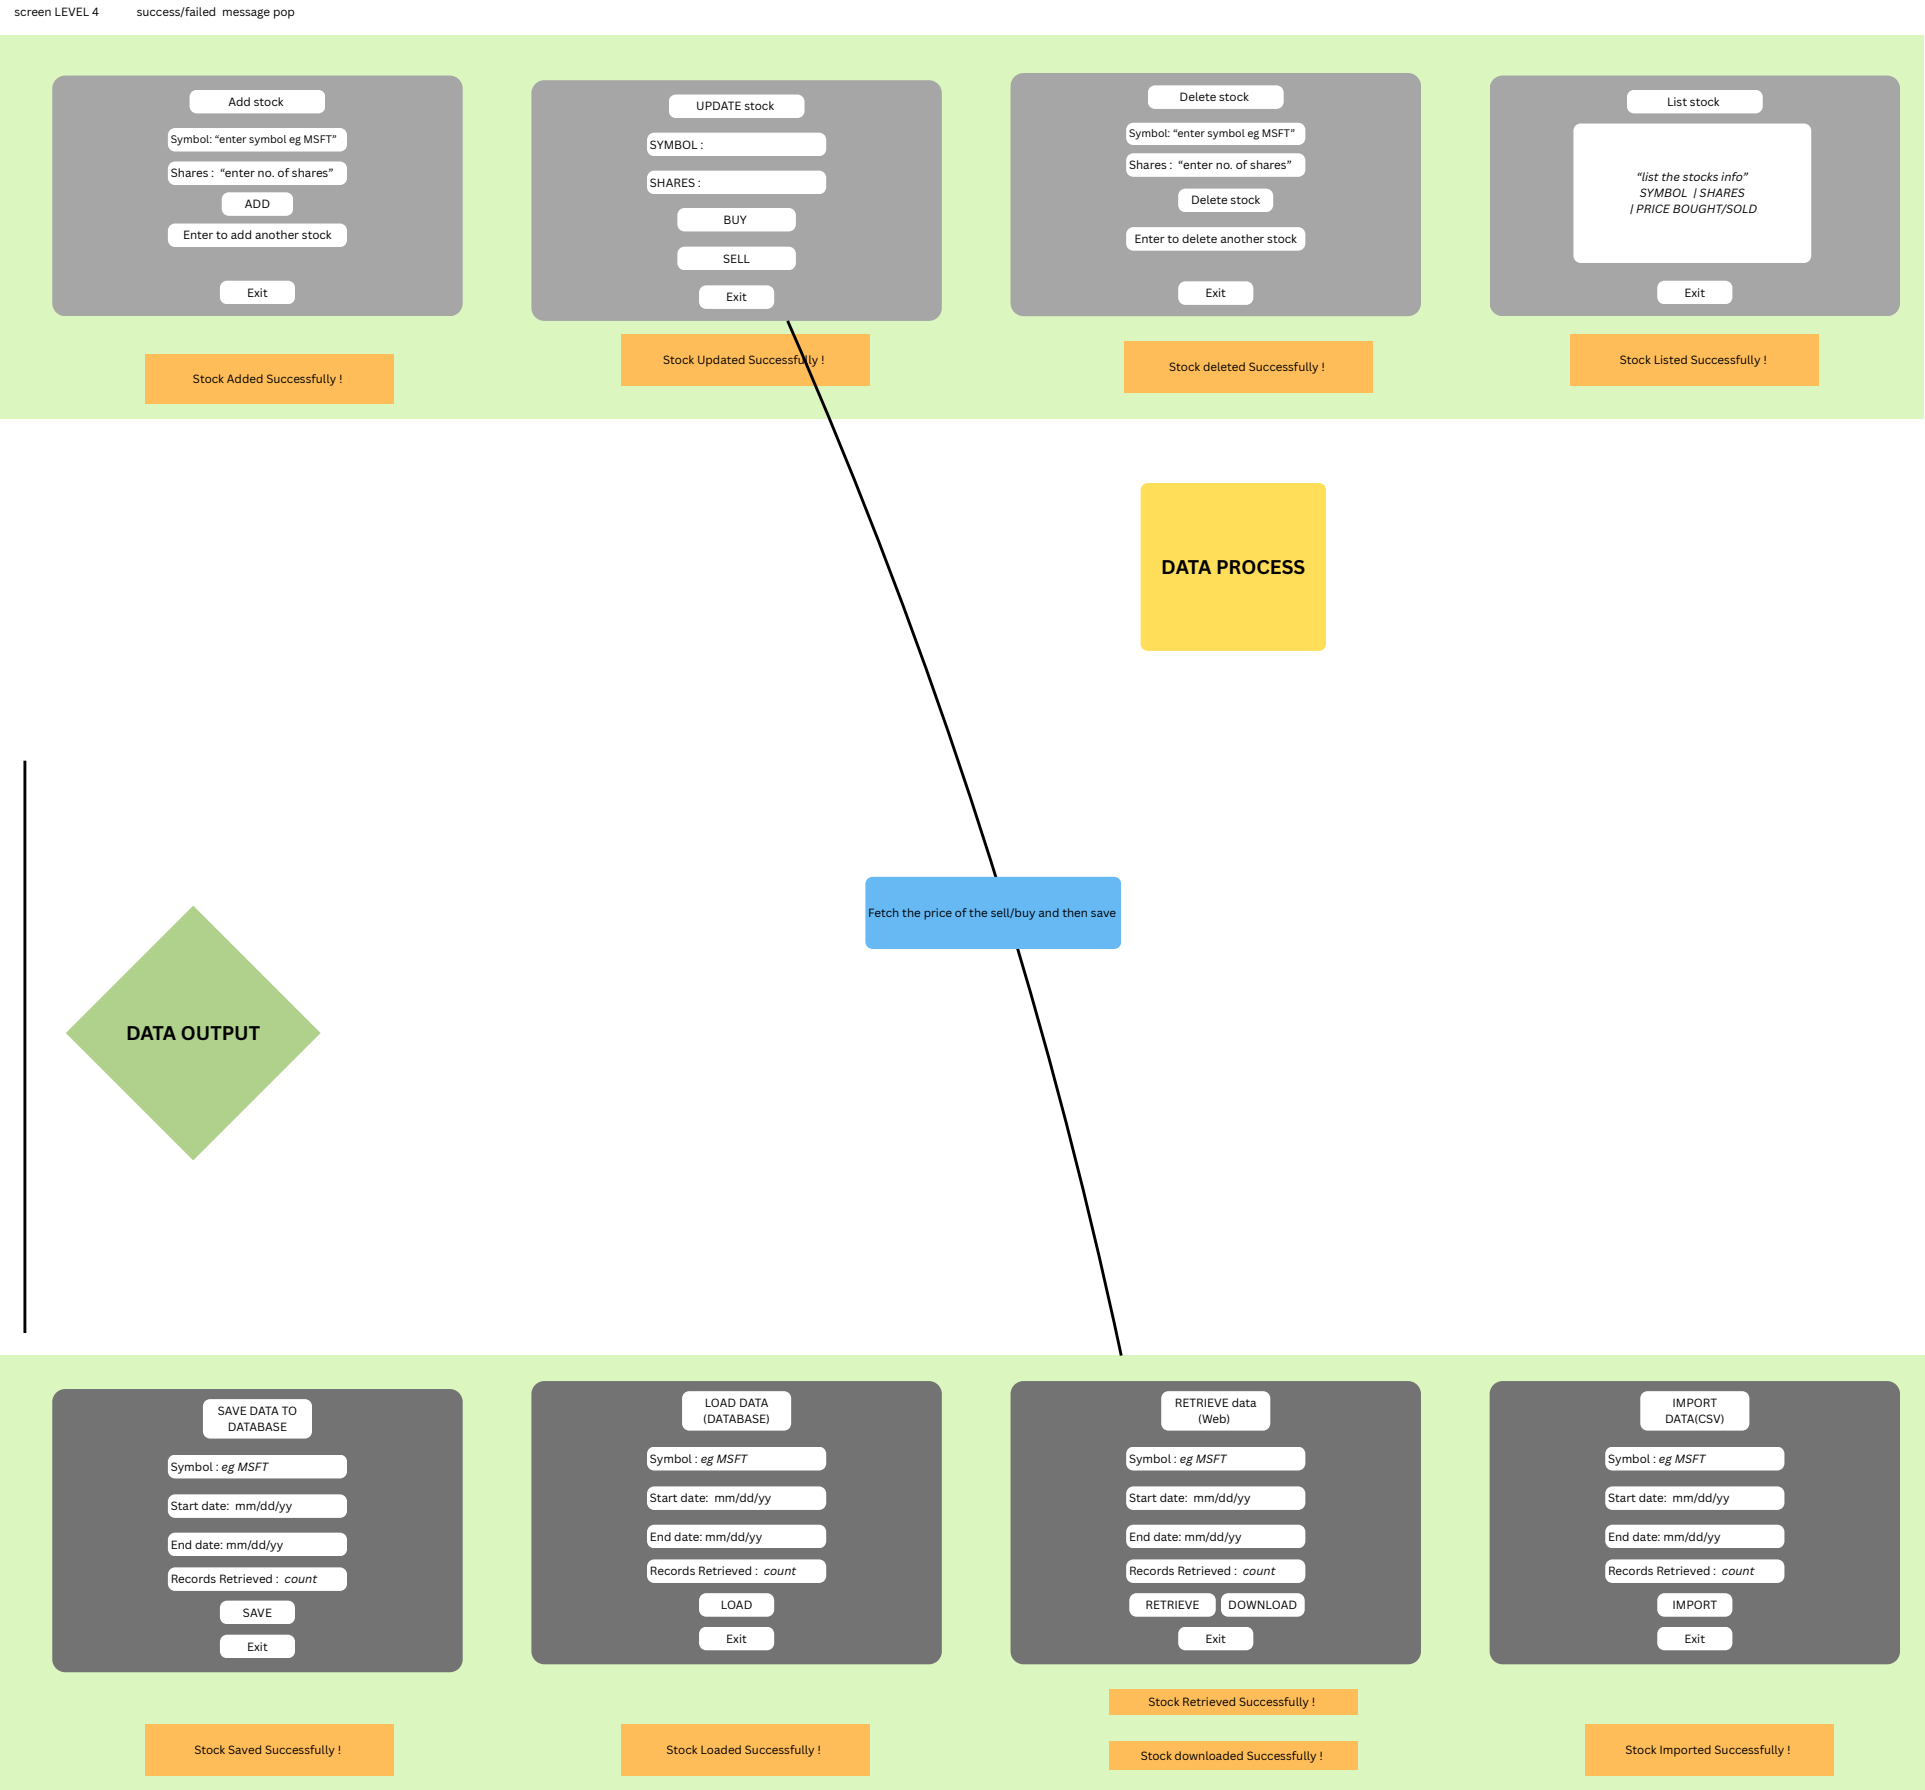 screen LEVEL 4
success/failed  message pop
Add stock
Symbol: “enter symbol eg MSFT”
Shares :  “enter no. of shares”
ADD
Enter to add another stock
Exit
Stock Added Successfully !
UPDATE stock
SYMBOL :
SHARES :
BUY
SELL
Exit
Stock Updated Successfully !
Delete stock
Symbol: “enter symbol eg MSFT”
Shares :  “enter no. of shares”
Delete stock
Enter to delete another stock
Exit
Stock deleted Successfully !
List stock
“list the stocks info”
SYMBOL  | SHARES
| PRICE BOUGHT/SOLD
Exit
Stock Listed Successfully !
DATA PROCESS
Fetch the price of the sell/buy and then save
DATA OUTPUT
SAVE DATA TO
DATABASE
Symbol : eg MSFT
Start date:  mm/dd/yy
End date: mm/dd/yy
Records Retrieved :  count
SAVE
Exit
Stock Saved Successfully !
LOAD DATA
(DATABASE)
Symbol : eg MSFT
Start date:  mm/dd/yy
End date: mm/dd/yy
Records Retrieved :  count
LOAD
Exit
Stock Loaded Successfully !
RETRIEVE data
(Web)
Symbol : eg MSFT
Start date:  mm/dd/yy
End date: mm/dd/yy
Records Retrieved :  count
RETRIEVE
DOWNLOAD
Exit
Stock Retrieved Successfully !
Stock downloaded Successfully !
IMPORT
DATA(CSV)
Symbol : eg MSFT
Start date:  mm/dd/yy
End date: mm/dd/yy
Records Retrieved :  count
IMPORT
Exit
Stock Imported Successfully !